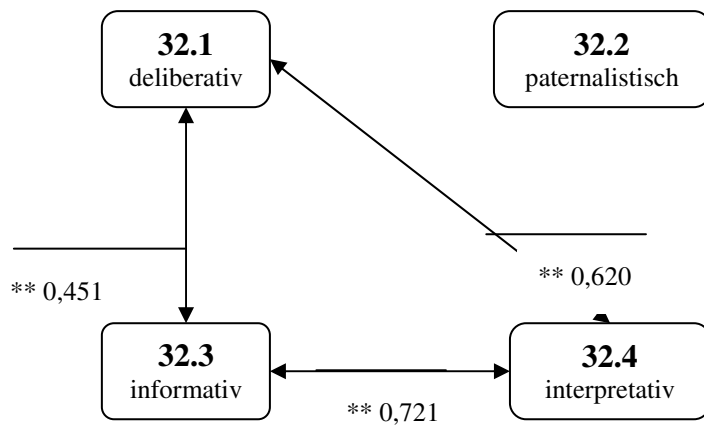 32.1
deliberativ
32.2
paternalistisch
** 0,451
** 0,620
32.3
informativ
32.4
interpretativ
** 0,721